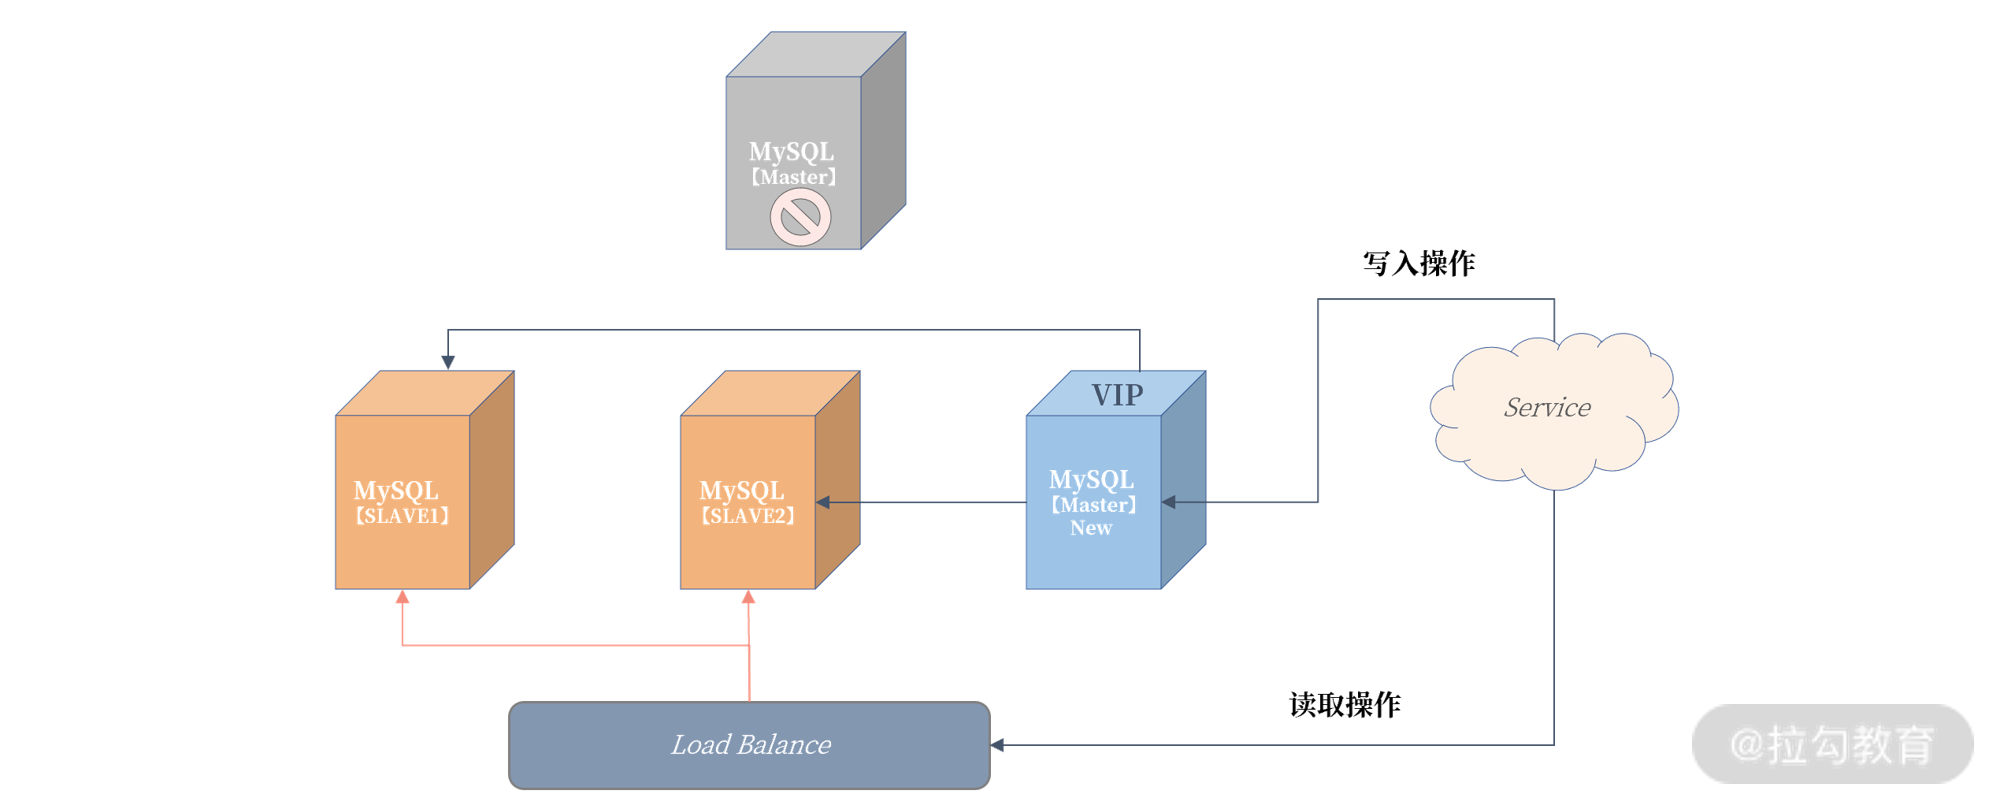 MySQL
【Master】
写入操作
VIP
Service
MySQL
【SLAVE1】
MySQL
【SLAVE2】
MySQL
【Master】
New
读取操作
Load Balance
@拉勾教育